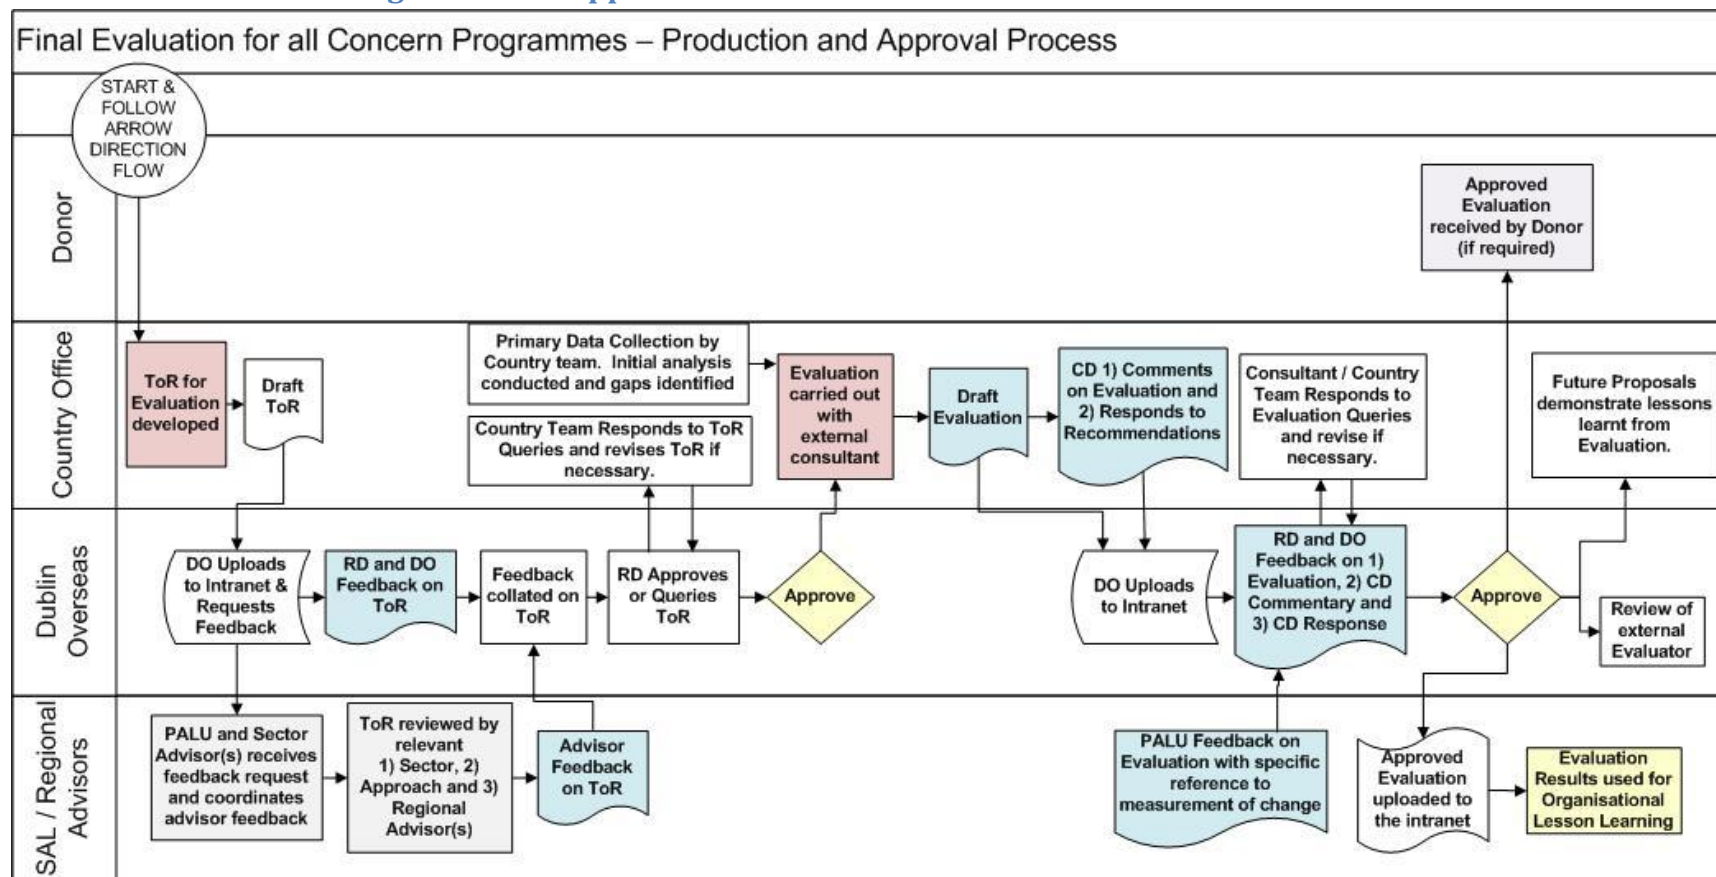 Final Evaluation for all Concern Programmes – Production and Approval Process
START &
FOLLOW
ARROW
DIRECTION
FLOW
Donor
Approved
Evaluation
received by Donor
(if required)
Country Office
ToR for
Evaluation
developed
Draft
ToR
Primary Data Collection by
Country team.  Initial analysis
conducted and gaps identified
Country Team Responds to ToR
Queries and revises ToR if
necessary.
Evaluation
carried out
with
external
consultant
Draft
Evaluation
CD 1) Comments
on Evaluation and
2) Responds to
Recommendations
Consultant / Country
Team Responds to
Evaluation Queries
and revise if
necessary.
Future Proposals
demonstrate lessons
learnt from
Evaluation.
Dublin
Overseas
DO Uploads
to Intranet &
Requests
Feedback
RD and DO
Feedback on
ToR
Feedback
collated on
ToR
RD Approves
or Queries
ToR
Approve
DO Uploads
to Intranet
RD and DO
Feedback on 1)
Evaluation, 2) CD
Commentary and
3) CD Response
Approve
Review of
external
Evaluator
SAL / Regional
Advisors
PALU and Sector
Advisor(s) receives
feedback request
and coordinates
advisor feedback
ToR reviewed by
relevant
1) Sector, 2)
Approach and 3)
Regional
Advisor(s)
Advisor
Feedback
on ToR
PALU Feedback on
Evaluation with specific
reference to
measurement of change
Approved
Evaluation
uploaded to
the intranet
Evaluation
Results used for
Organisational
Lesson Learning